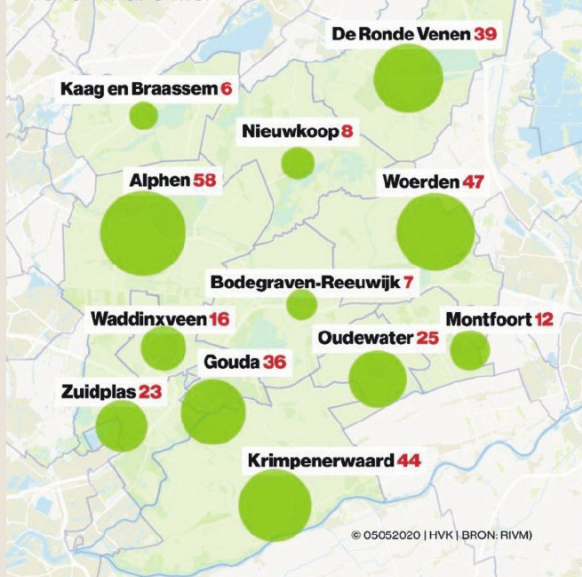 De Ronde Venen 39
Kaag en Braassem 6
Nieuwkoop 8
Alphen 58
Woerden 47
Bodegraven-Reeuwijk 7
Waddinxveen 16
Montfoort 12
Oudewater 25
Gouda 36
Zuidplas 23
Krimpenerwaard 44
© 05052020 | HVK | BRON: RIVM)